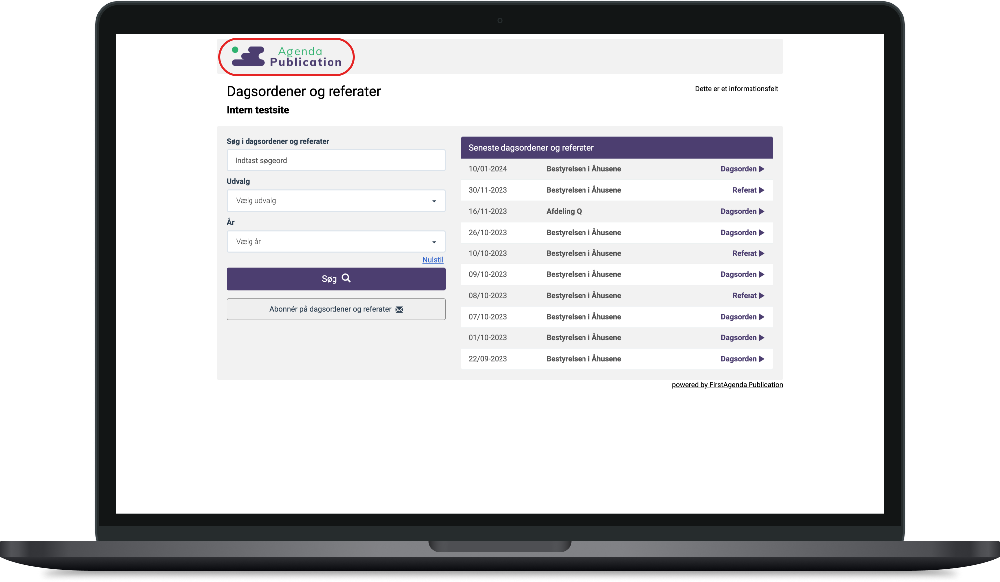 Agenda
Publication
Dagsordener og referater
Dette er et informationsfelt
Intern testsite
Søg i dagsordener og referater
Indtast søgeord
Udvalg
Vælg udvalg
År
Vælg år
Nulstil
Søg
Abonnér på dagsordener og referater
Seneste dagsordener og referater
10/01-2024 Bestyrelsen i Åhusene Dagsorden
30/11-2023 Bestyrelsen i Åhusene Referat
16/11-2023 Afdeling Q Dagsorden
26/10-2023 Bestyrelsen i Åhusene Dagsorden
10/10-2023 Bestyrelsen i Åhusene Referat
09/10-2023 Bestyrelsen i Åhusene Dagsorden
08/10-2023 Bestyrelsen i Åhusene Referat
07/10-2023 Bestyrelsen i Åhusene Dagsorden
01/10-2023 Bestyrelsen i Åhusene Dagsorden
22/09-2023 Bestyrelsen i Åhusene Dagsorden
powered by FirstAgenda Publication